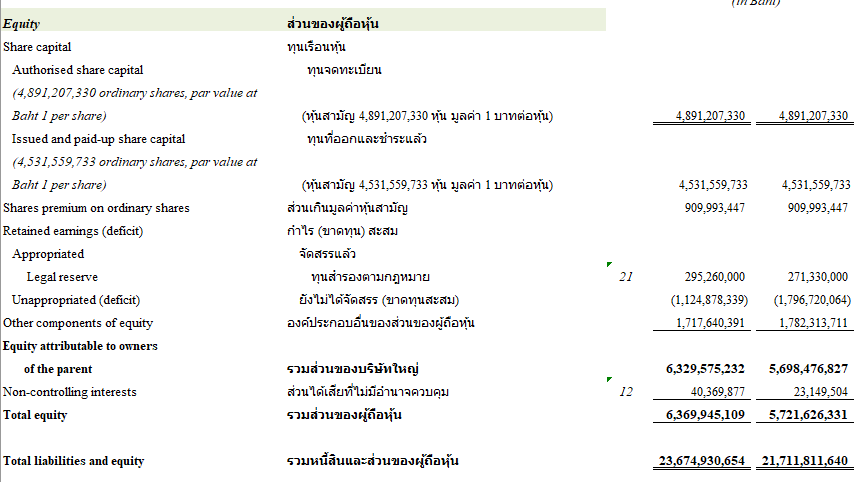 (in Baht)
Equity ส่วนของผู้ถือหุ้น
Share capital ทุนเรือนหุ้น
Authorised share capital ทุนจดทะเบียน
(4,891,207,330 ordinary shares, par value at
Baht 1 per share) (หุ้นสามัญ 4,891,207,330 หุ้น มูลค่า 1 บาทต่อหุ้น) 4,891,207,330 4,891,207,330
Issued and paid-up share capital ทุนที่ออกและชำระแล้ว
(4,531,559,733 ordinary shares, par value at
Baht 1 per share) (หุ้นสามัญ 4,531,559,733 หุ้น มูลค่า 1 บาทต่อหุ้น) 4,531,559,733 4,531,559,733
Shares premium on ordinary shares ส่วนเกินมูลค่าหุ้นสามัญ 909,993,447 909,993,447
Retained earnings (deficit) กำไร (ขาดทุน) สะสม
Appropriated จัดสรรแล้ว
Legal reserve ทุนสำรองตามกฎหมาย 21 295,260,000 271,330,000
Unappropriated (deficit) ยังไม่ได้จัดสรร (ขาดทุนสะสม) (1,124,878,339) (1,796,720,064)
Other components of equity องค์ประกอบอื่นของส่วนของผู้ถือหุ้น 1,717,640,391 1,782,313,711
Equity attributable to owners
of the parent รวมส่วนของบริษัทใหญ่ 6,329,575,232 5,698,476,827
Non-controlling interests ส่วนได้เสียที่ไม่มีอำนาจควบคุม 12 40,369,877 23,149,504
Total equity รวมส่วนของผู้ถือหุ้น 6,369,945,109 5,721,626,331
Total liabilities and equity รวมหนี้สินและส่วนของผู้ถือหุ้น 23,674,930,654 21,711,811,640